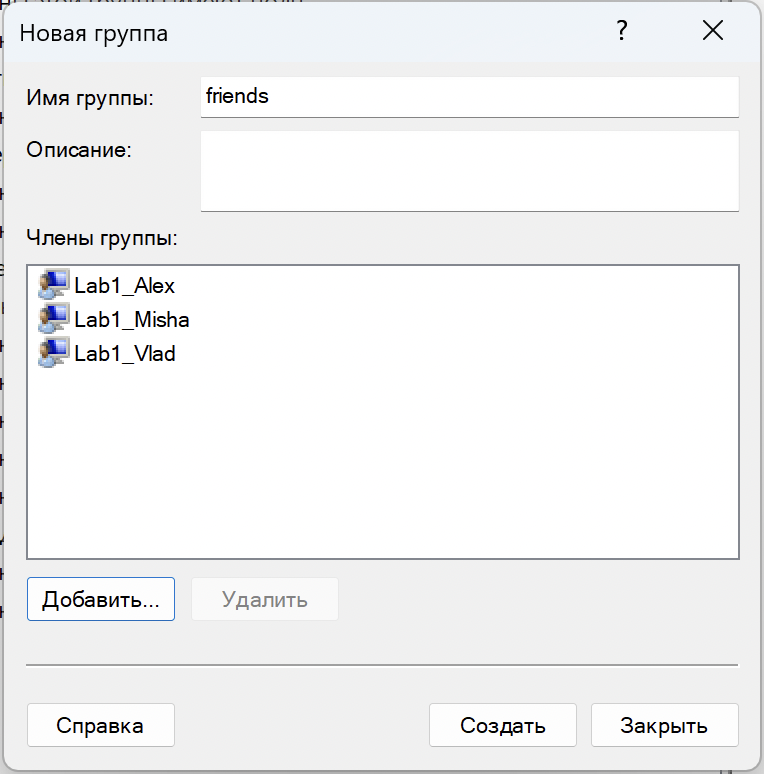 Новая группа
?
Имя группы:
friends
Описание:
Члены группы:
Lab1_Alex
Lab1_Misha
Lab1_Vlad
Добавить...
Удалить
Справка
Создать
Закрыть